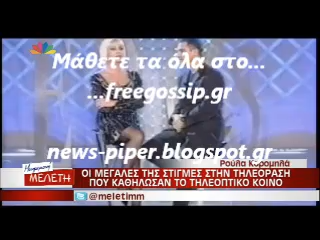 Μάθετε τα όλα στο...
...freegossip.gr
news-piper.blogspot.gr
Ρούλα Κορομηλά
ΜΕΛΕΤΗ
ΟΙ ΜΕΓΑΛΕΣ ΤΗΣ ΣΤΙΓΜΕΣ ΣΤΗΝ ΤΗΛΕΟΡΑΣΗ
ΠΟΥ ΚΑΘΗΛΩΣΑΝ ΤΟ ΤΗΛΕΟΠΤΙΚΟ ΚΟΙΝΟ
@meletimm